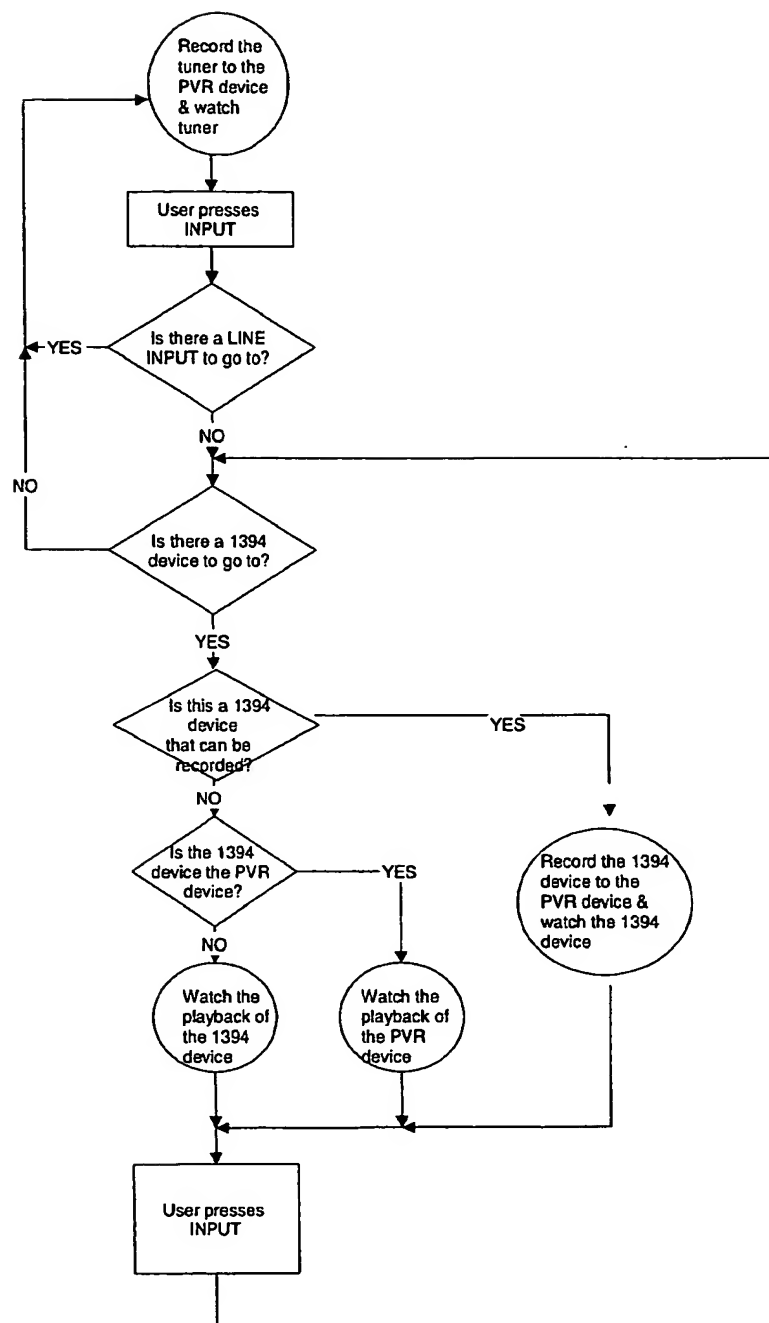 Record the
tuner to the
PVR device
& watch
tuner
User presses
INPUT
Is there a LINE
INPUT to go to?
YES
NO
NO
Is there a 1394
device to go to?
YES
Is this a 1394
device
that can be
recorded?
YES
NO
Is the 1394
device the PVR
device?
YES
Record the 1394
device to the
PVR device &
watch the 1394
device
NO
Watch the
playback of
the 1394
device
Watch the
playback of
the PVR
device
User presses
INPUT